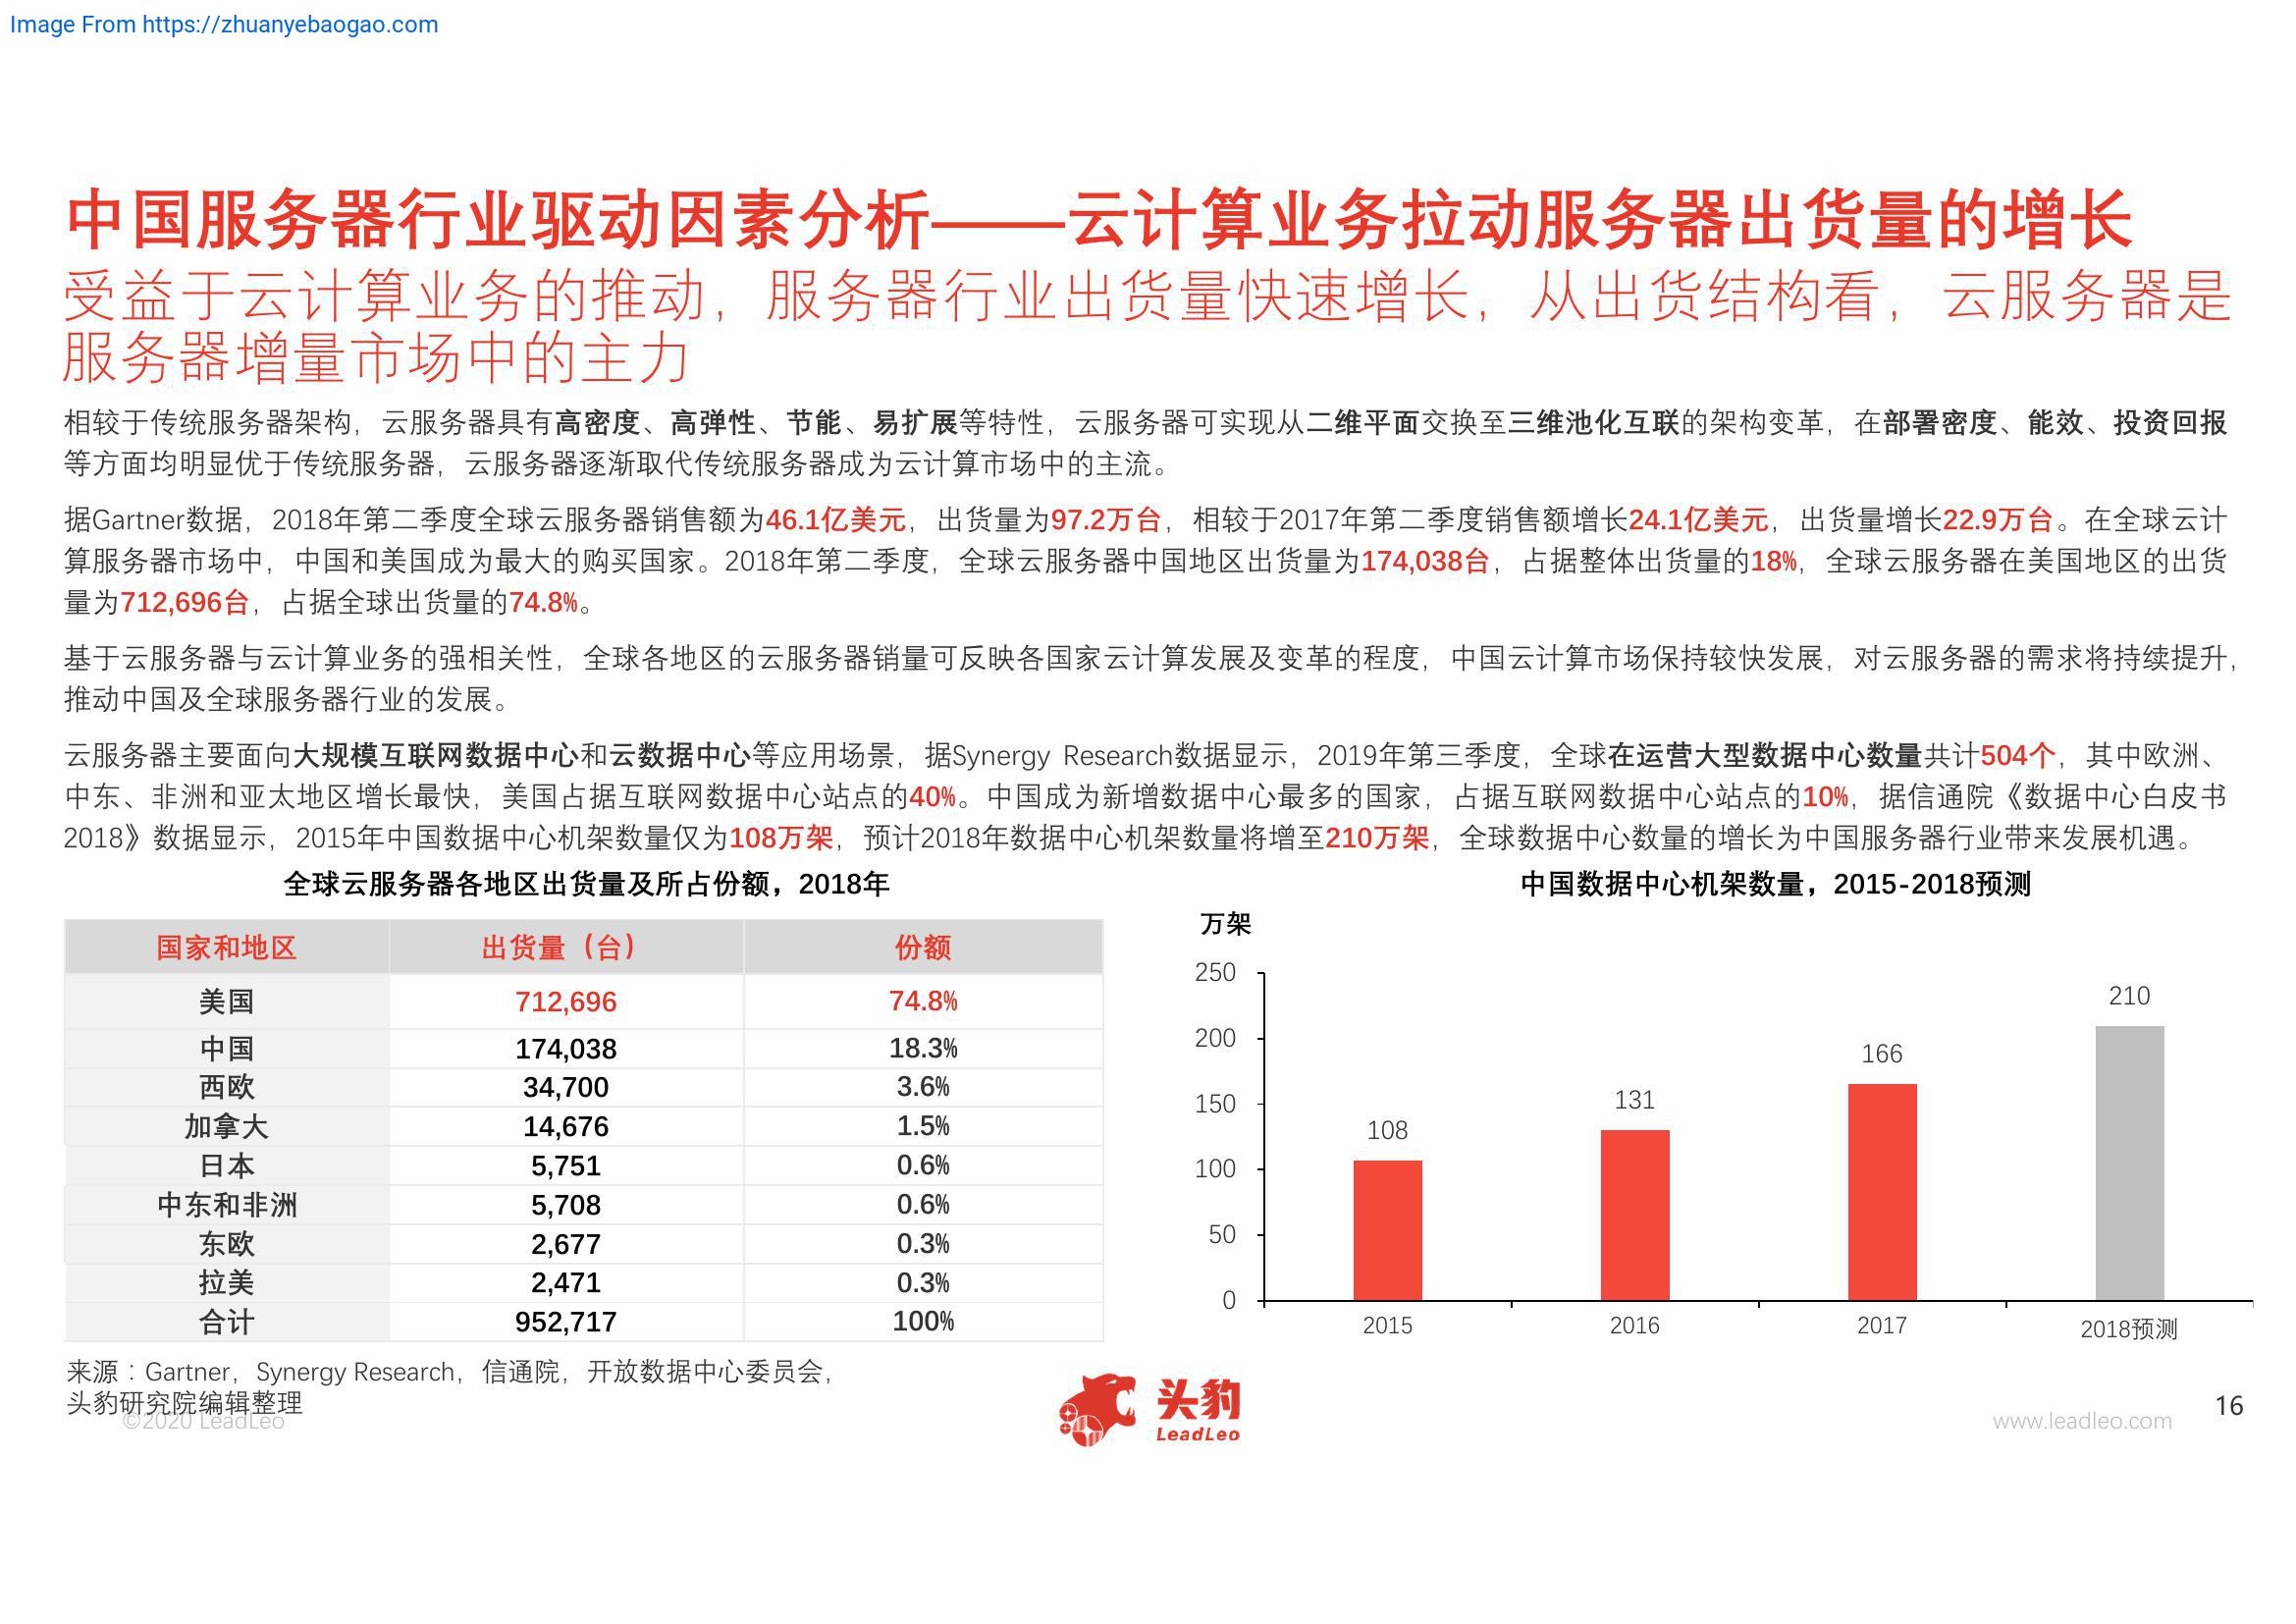 Image From https://zhuanyebaogao.com
中国服务器行业驱动因素分析——云计算业务拉动服务器出货量的增长
受益于云计算业务的推动，服务器行业出货量快速增长，从出货结构看，云服务器是
服务器增量市场中的主力
相较于传统服务器架构，云服务器具有高密度、高弹性、节能、易扩展等特性，云服务器可实现从二维平面交换至三维池化互联的架构变革，在部署密度、能效、投资回报
等方面均明显优于传统服务器，云服务器逐渐取代传统服务器成为云计算市场中的主流。
据Gartner数据，2018年第二季度全球云服务器销售额为46.1亿美元，出货量为97.2万台，相较于2017年第二季度销售额增长24.1亿美元，出货量增长22.9万台。在全球云计
算服务器市场中，中国和美国成为最大的购买国家。2018年第二季度，全球云服务器中国地区出货量为174,038台，占据整体出货量的18%，全球云服务器在美国地区的出货
量为712,696台，占据全球出货量的74.8%。
基于云服务器与云计算业务的强相关性，全球各地区的云服务器销量可反映各国家云计算发展及变革的程度，中国云计算市场保持较快发展，对云服务器的需求将持续提升，
推动中国及全球服务器行业的发展。
云服务器主要面向大规模互联网数据中心和云数据中心等应用场景，据Synergy Research数据显示，2019年第三季度，全球在运营大型数据中心数量共计504个，其中欧洲、
中东、非洲和亚太地区增长最快，美国占据互联网数据中心站点的40%。中国成为新增数据中心最多的国家，占据互联网数据中心站点的10%，据信通院《数据中心白皮书
2018》数据显示，2015年中国数据中心机架数量仅为108万架，预计2018年数据中心机架数量将增至210万架，全球数据中心数量的增长为中国服务器行业带来发展机遇。
全球云服务器各地区出货量及所占份额，2018年
国家和地区 出货量（台） 份额
美国 712,696 74.8%
中国 174,038 18.3%
西欧 34,700 3.6%
加拿大 14,676 1.5%
日本 5,751 0.6%
中东和非洲 5,708 0.6%
东欧 2,677 0.3%
拉美 2,471 0.3%
合计 952,717 100%
中国数据中心机架数量，2015-2018预测
万架
250
200
150
100
50
0
108
131
166
210
2015 2016 2017 2018预测
来源：Gartner，Synergy Research，信通院，开放数据中心委员会，
头豹研究院编辑整理
©2020 LeadLeo
头豹
LeadLeo
www.leadleo.com
16